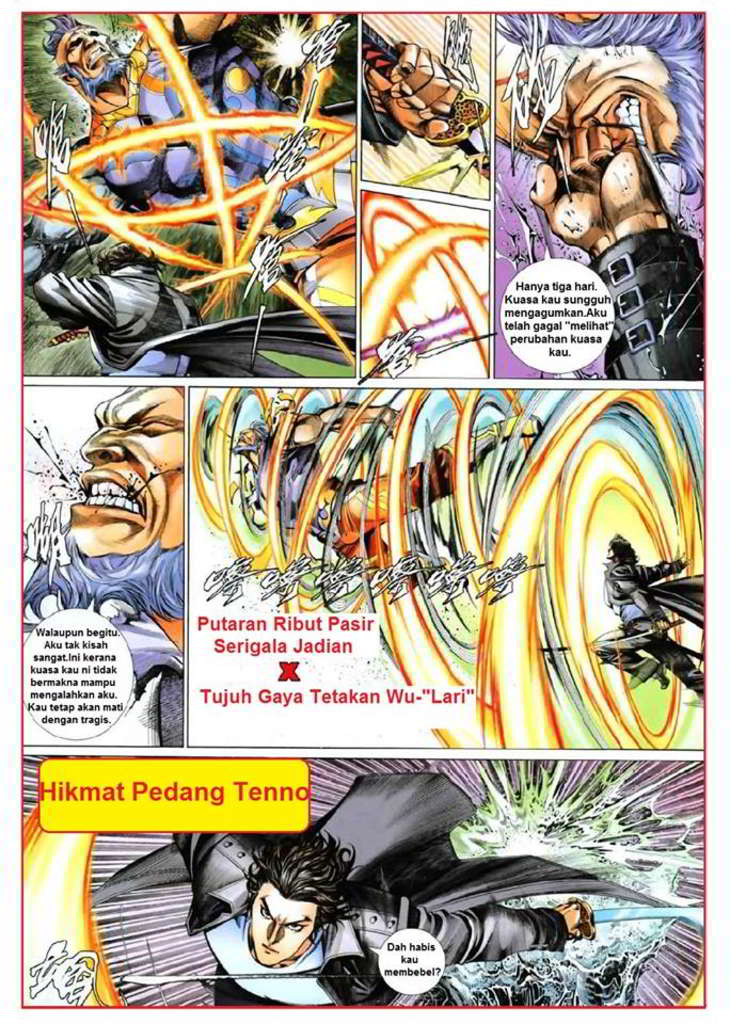 Hanya tiga hari.
Kuasa kau sungguh
mengagumkan.Aku
telah gagal "melihat"
perubahan kuasa
kau.
Walaupun begitu.
Aku tak kisah
sangat.Ini kerana
kuasa kau ni tidak
bermakna mampu
mengalahkan aku.
Kau tetap akan mati
dengan tragis.
Putaran Ribut Pasir
Serigala Jadian
X
Tujuh Gaya Tetakan Wu-"Lari"
Hikmat Pedang Tenno
Dah habis
kau
membebel?